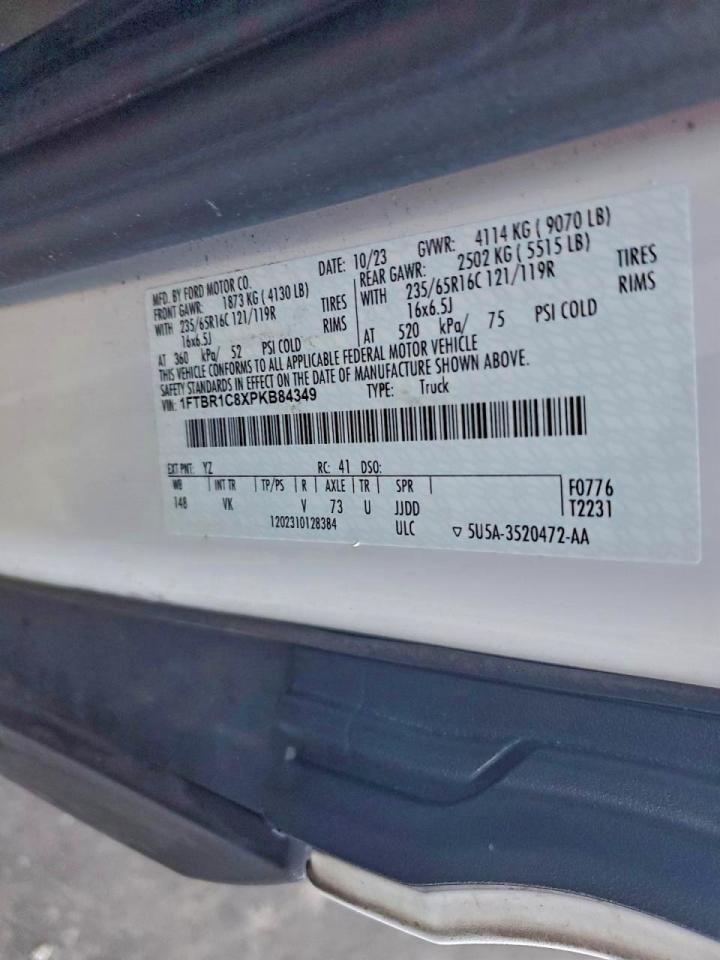 MFD. BY FORD MOTOR CO.
DATE: 10/23 GVWR: 4114 KG ( 9070 LB)
FRONT GAWR: 1873 KG ( 4130 LB) REAR GAWR: 2502 KG ( 5515 LB)
WITH 235/65R16C 121/119R TIRES WITH 235/65R16C 121/119R TIRES
16x6.5J RIMS 16x6.5J RIMS
AT 360 kPa/ 52 PSI COLD AT 520 kPa/ 75 PSI COLD
THIS VEHICLE CONFORMS TO ALL APPLICABLE FEDERAL MOTOR VEHICLE
SAFETY STANDARDS IN EFFECT ON THE DATE OF MANUFACTURE SHOWN ABOVE.
VIN: 1FTBR1C8XPKB84349 TYPE: Truck
EXT PNT: YZ RC: 41 DSO:
WB INT TR TP/PS R AXLE TR SPR F0776
148 VK V 73 U JJDD T2231
1202310128384 ULC ▽ 5U5A-3520472-AA